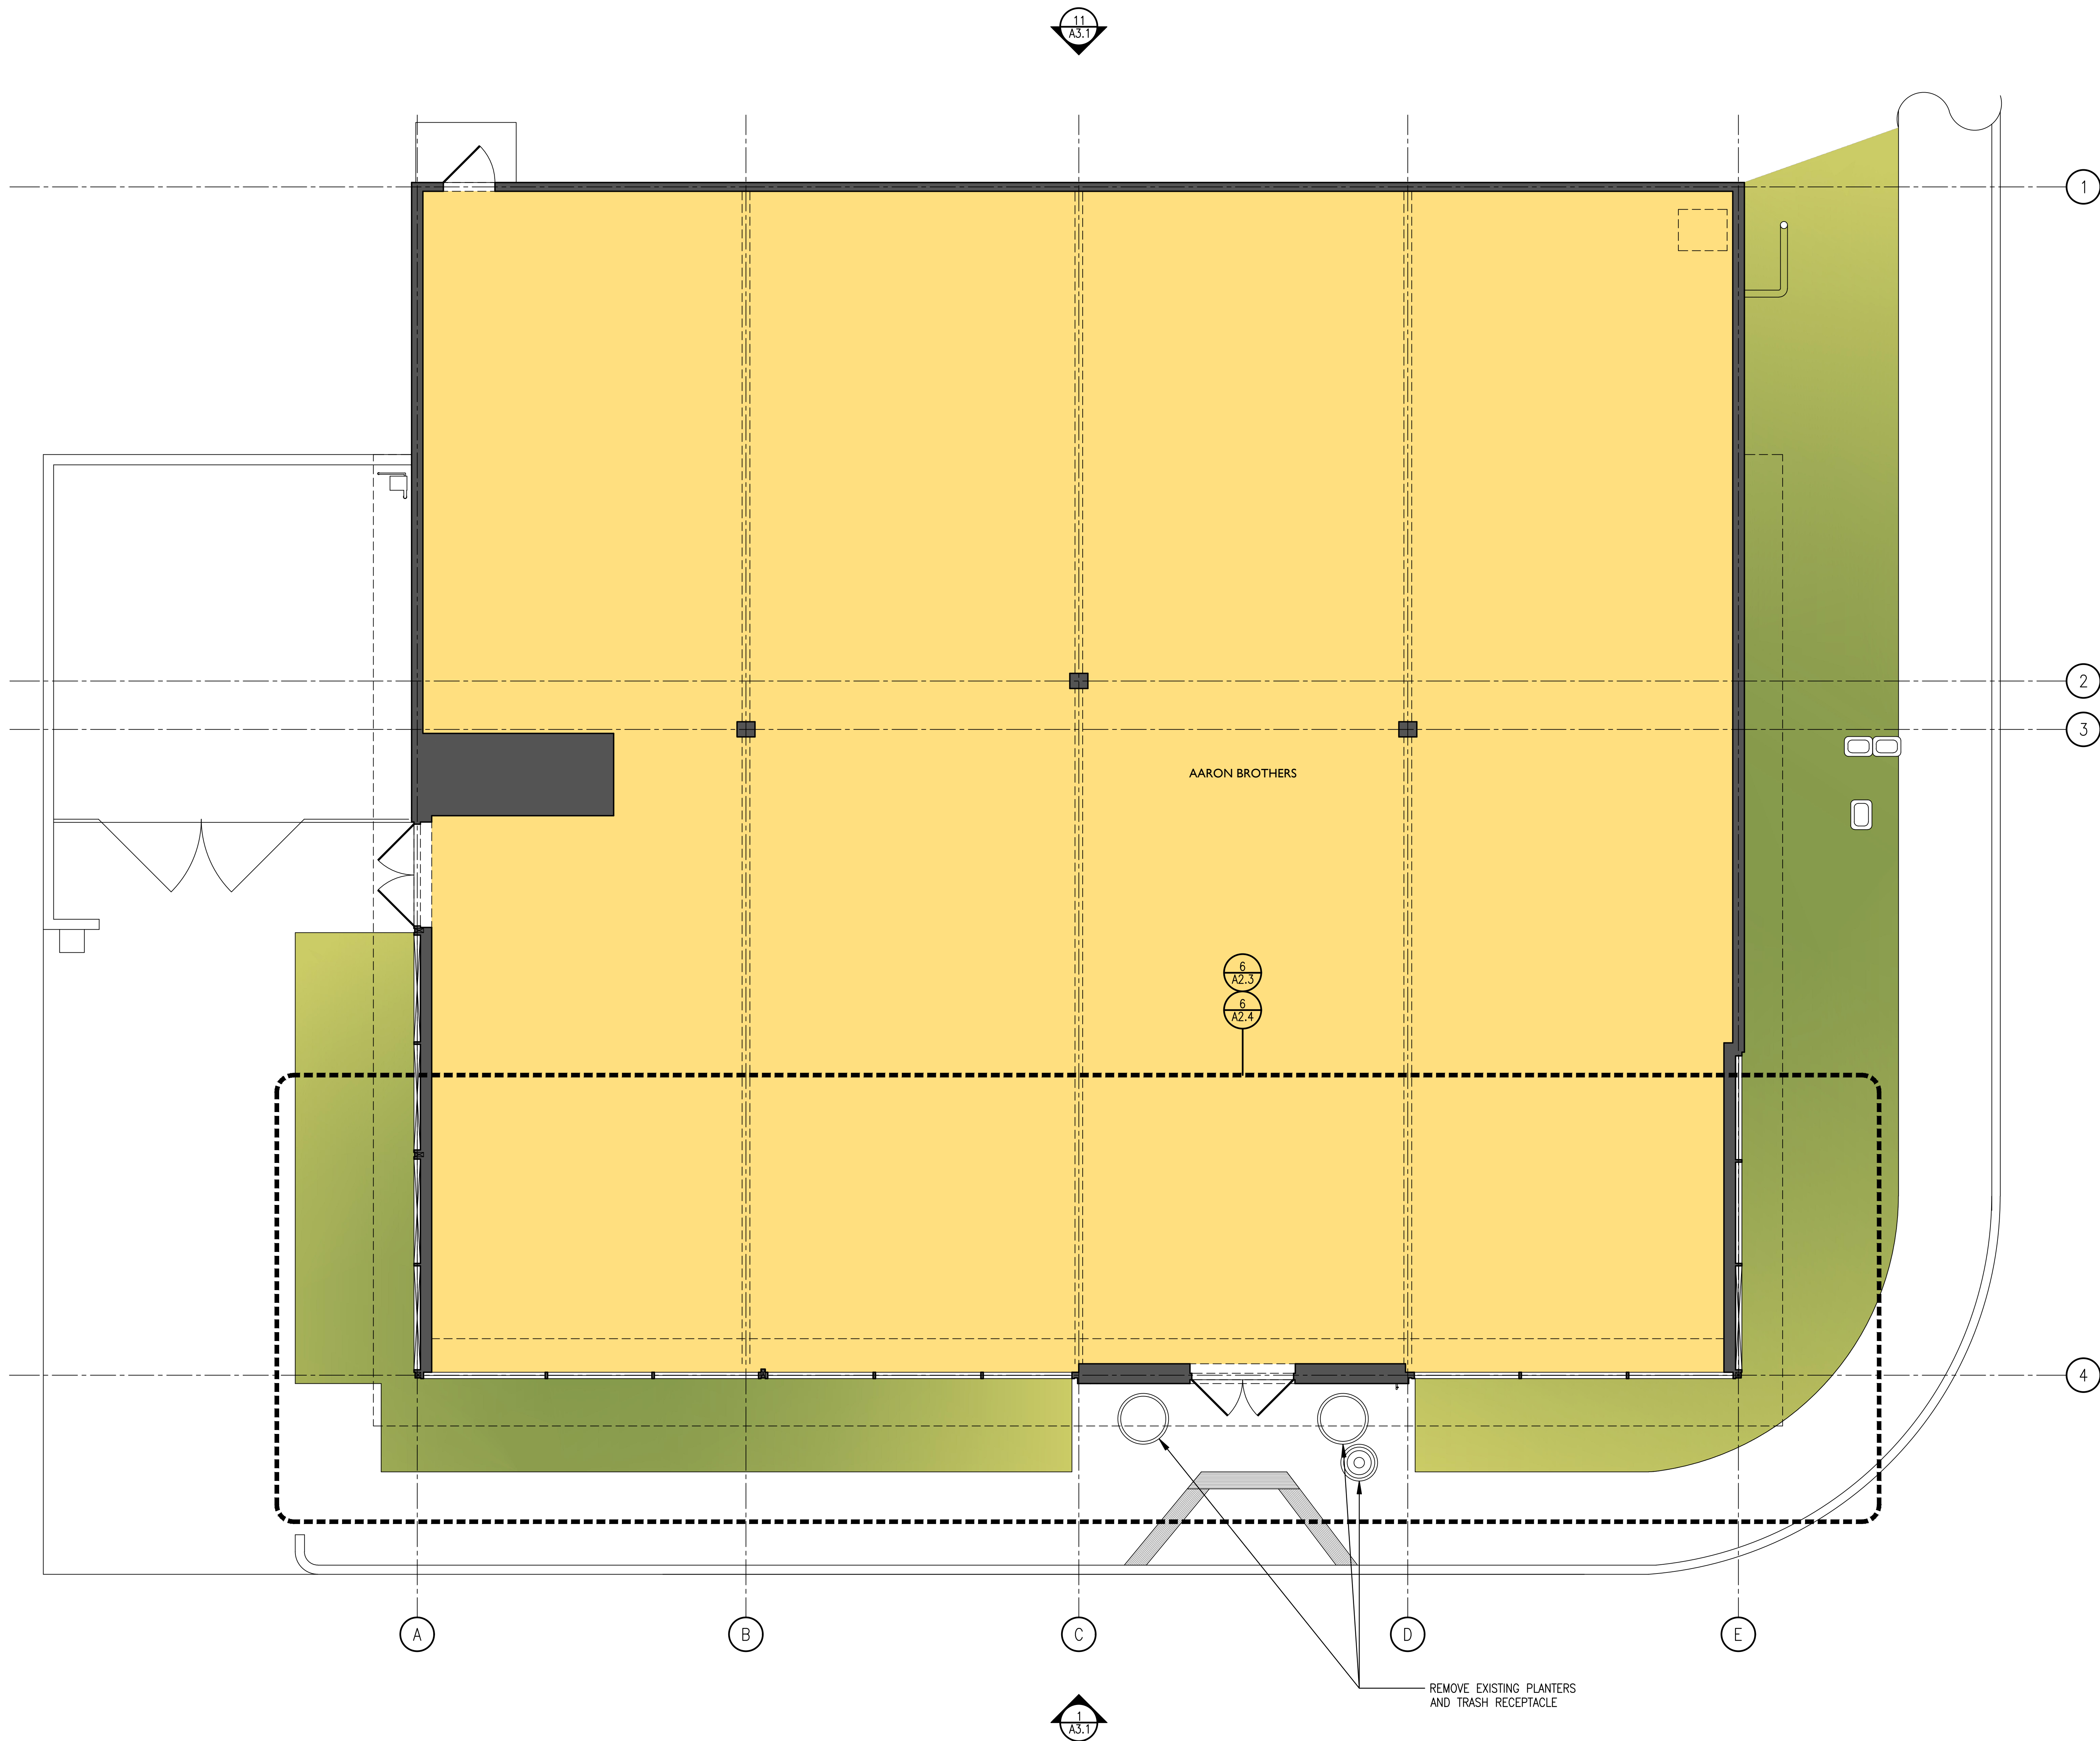 11
A3.1
1
2
3
AARON BROTHERS
6
A2.3
6
A2.4
4
A
B
C
D
E
REMOVE EXISTING PLANTERS
AND TRASH RECEPTACLE
1
A3.1